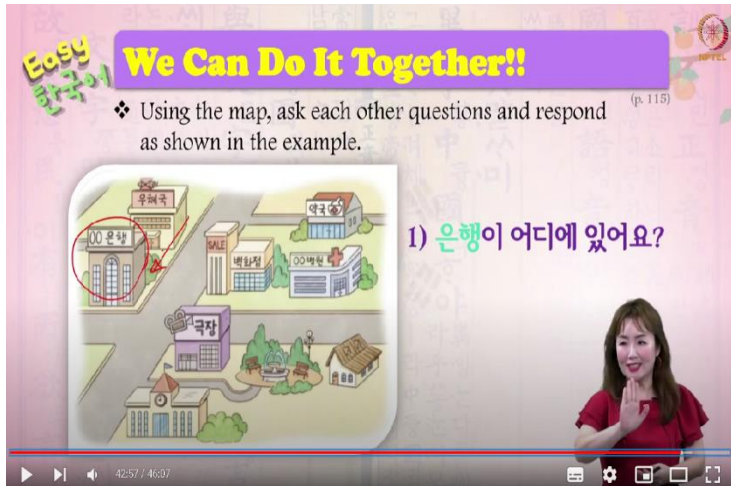 Easy
한국어
We Can Do It Together!!
NPTEL
(p. 115)
❖ Using the map, ask each other questions and respond
as shown in the example.
우체국
약국
OO 은행
SALE
백화점
OO병원
극장
1) 은행이 어디에 있어요?
42:57 / 46:07